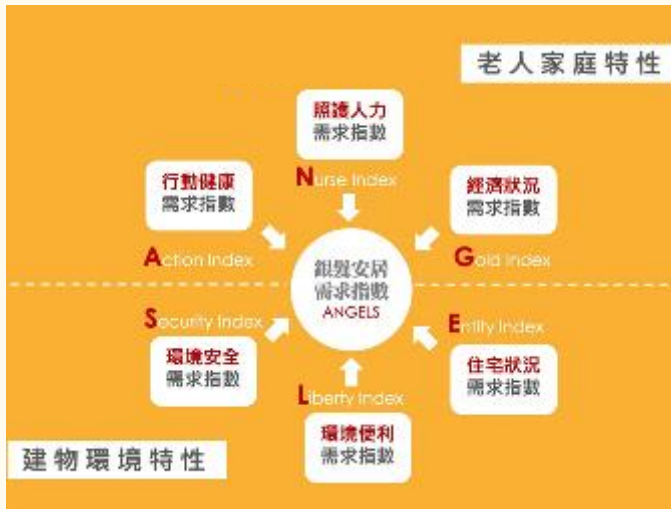 老人家庭特性
照護人力
需求指數
Nurse Index
行動健康
需求指數
Action Index
經濟狀況
需求指數
Gold Index
銀髮安居
需求指數
ANGELS
Security Index
環境安全
需求指數
Entity Index
住宅狀況
需求指數
Liberty Index
環境便利
需求指數
建物環境特性